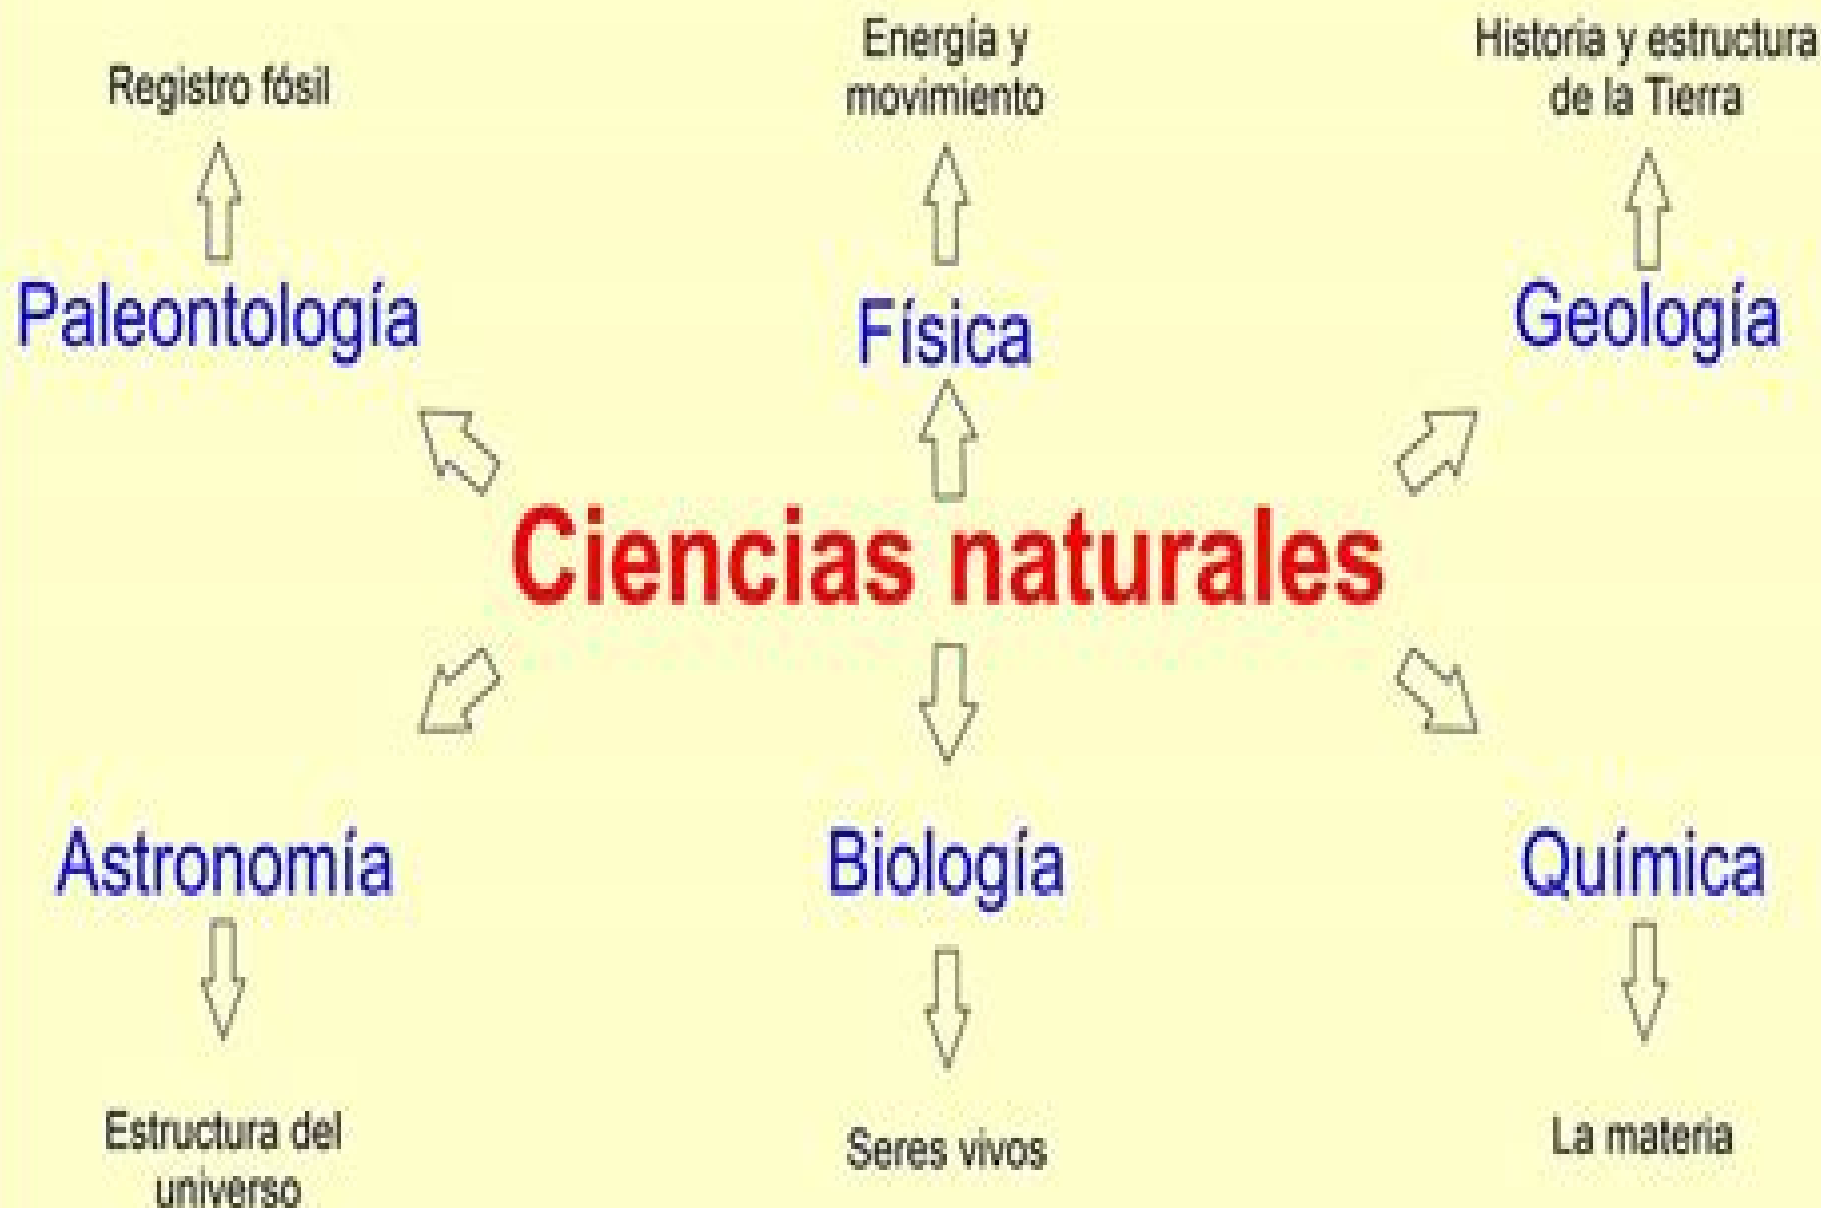 Registro fósil
Energía y
movimiento
Historia y estructura
de la Tierra
Paleontología
Física
Geología
Ciencias naturales
Astronomía
Biología
Química
Estructura del
universo
Seres vivos
La materia